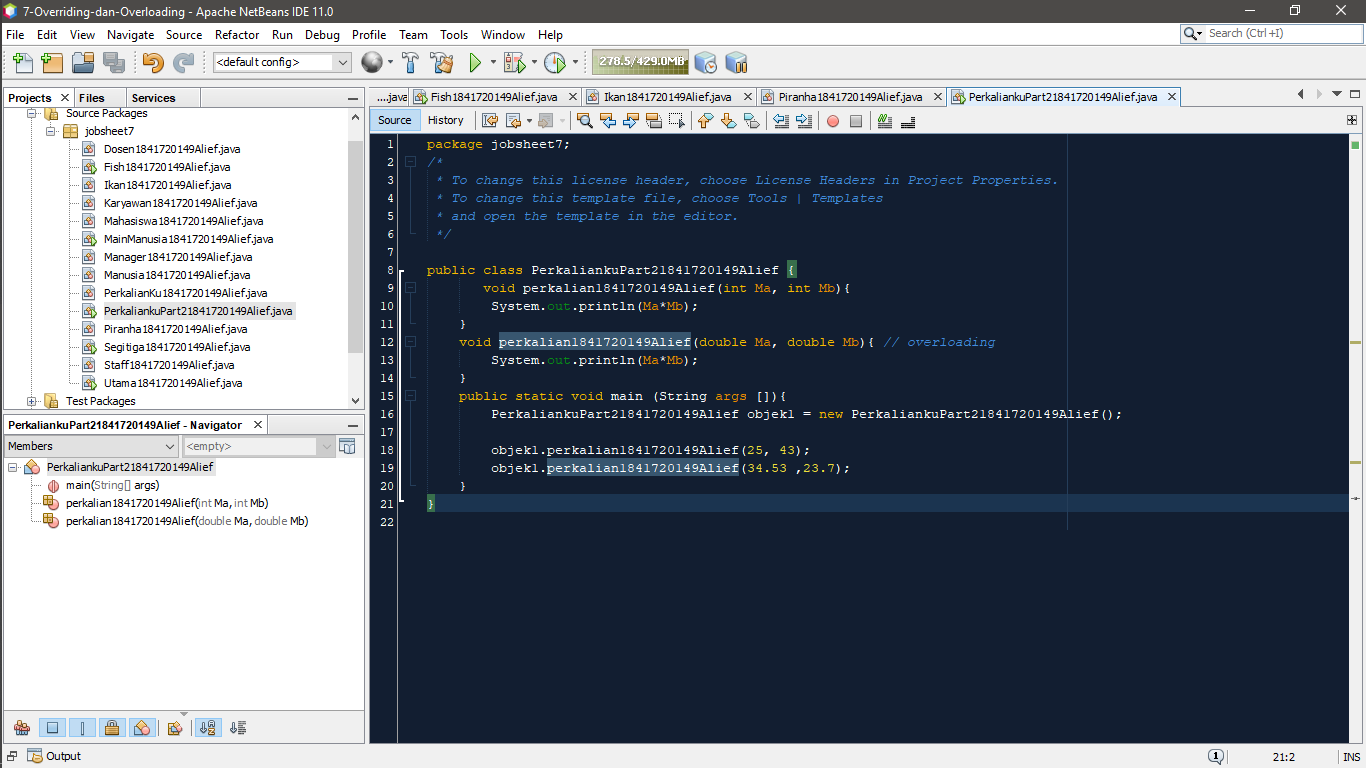 7-Overriding-dan-Overloading - Apache NetBeans IDE 11.0
File Edit View Navigate Source Refactor Run Debug Profile Team Tools Window Help
Search (Ctrl+I)
<default config>
278.5/429.0MB
Projects Files Services
Source Packages
jobsheet7
Dosen1841720149Alief.java
Fish1841720149Alief.java
Ikan1841720149Alief.java
Karyawan1841720149Alief.java
Mahasiswa1841720149Alief.java
MainManusia1841720149Alief.java
Manager1841720149Alief.java
Manusia1841720149Alief.java
PerkalianKu1841720149Alief.java
PerkaliankuPart21841720149Alief.java
Piranha1841720149Alief.java
Segitiga1841720149Alief.java
Staff1841720149Alief.java
Utama1841720149Alief.java
Test Packages
PerkaliankuPart21841720149Alief - Navigator
Members <empty>
PerkaliankuPart21841720149Alief
main(String[] args)
perkalian1841720149Alief(int Ma, int Mb)
perkalian1841720149Alief(double Ma, double Mb)
....java Fish1841720149Alief.java Ikan1841720149Alief.java Piranha1841720149Alief.java PerkaliankuPart21841720149Alief.java
Source History
1 package jobsheet7;
2 /*
3 * To change this license header, choose License Headers in Project Properties.
4 * To change this template file, choose Tools | Templates
5 * and open the template in the editor.
6 */
7
8 public class PerkaliankuPart21841720149Alief {
9 void perkalian1841720149Alief(int Ma, int Mb){
10 System.out.println(Ma*Mb);
11 }
12 void perkalian1841720149Alief(double Ma, double Mb){ // overloading
13 System.out.println(Ma*Mb);
14 }
15 public static void main (String args []){
16 PerkaliankuPart21841720149Alief objek1 = new PerkaliankuPart21841720149Alief();
17
18 objek1.perkalian1841720149Alief(25, 43);
19 objek1.perkalian1841720149Alief(34.53 ,23.7);
20 }
21 }
22
Output
1
21:2
INS